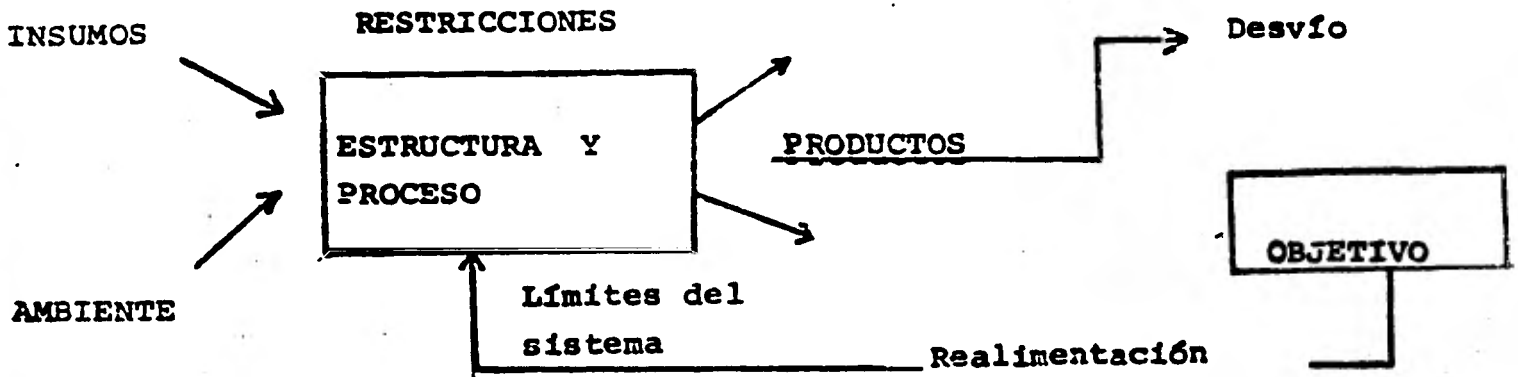 INSUMOS
RESTRICCIONES
Desvío
ESTRUCTURA Y
PROCESO
PRODUCTOS
OBJETIVO
AMBIENTE
Límites del
sistema
Realimentación